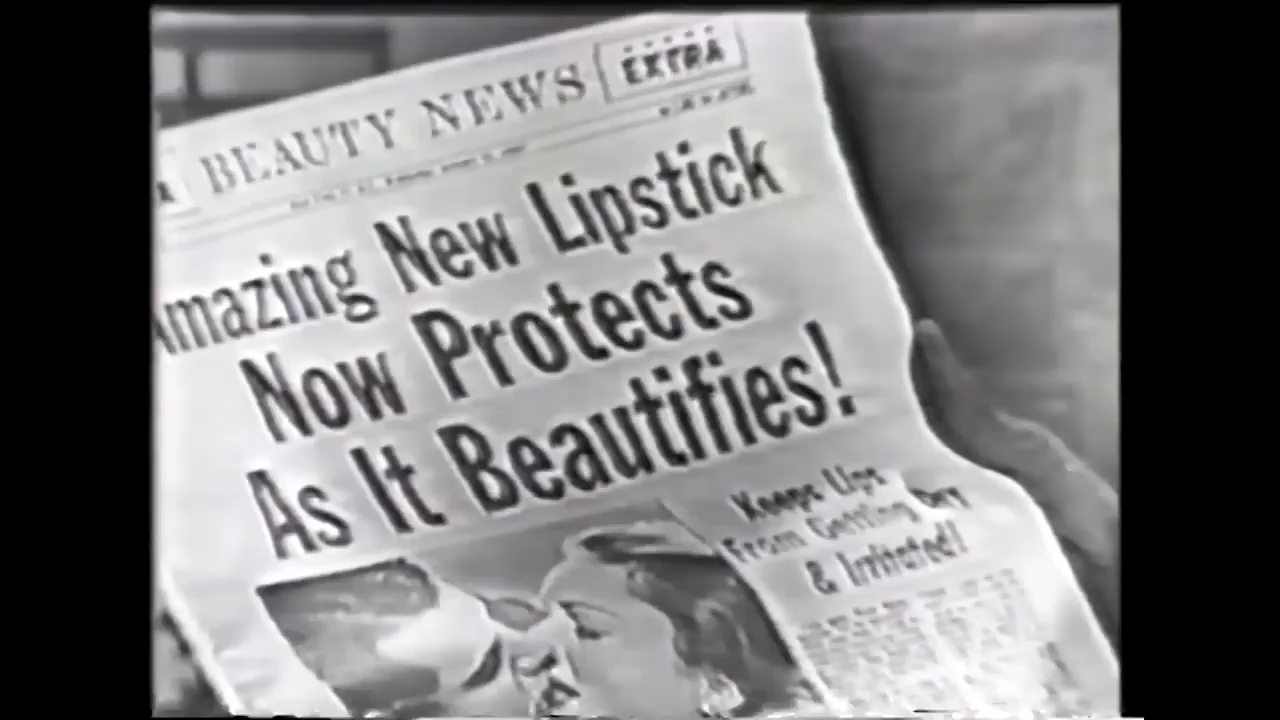 BEAUTY NEWS EXTRA
Amazing New Lipstick
Now Protects
As It Beautifies!
Keeps Lips
From Getting Dry
& Irritated!